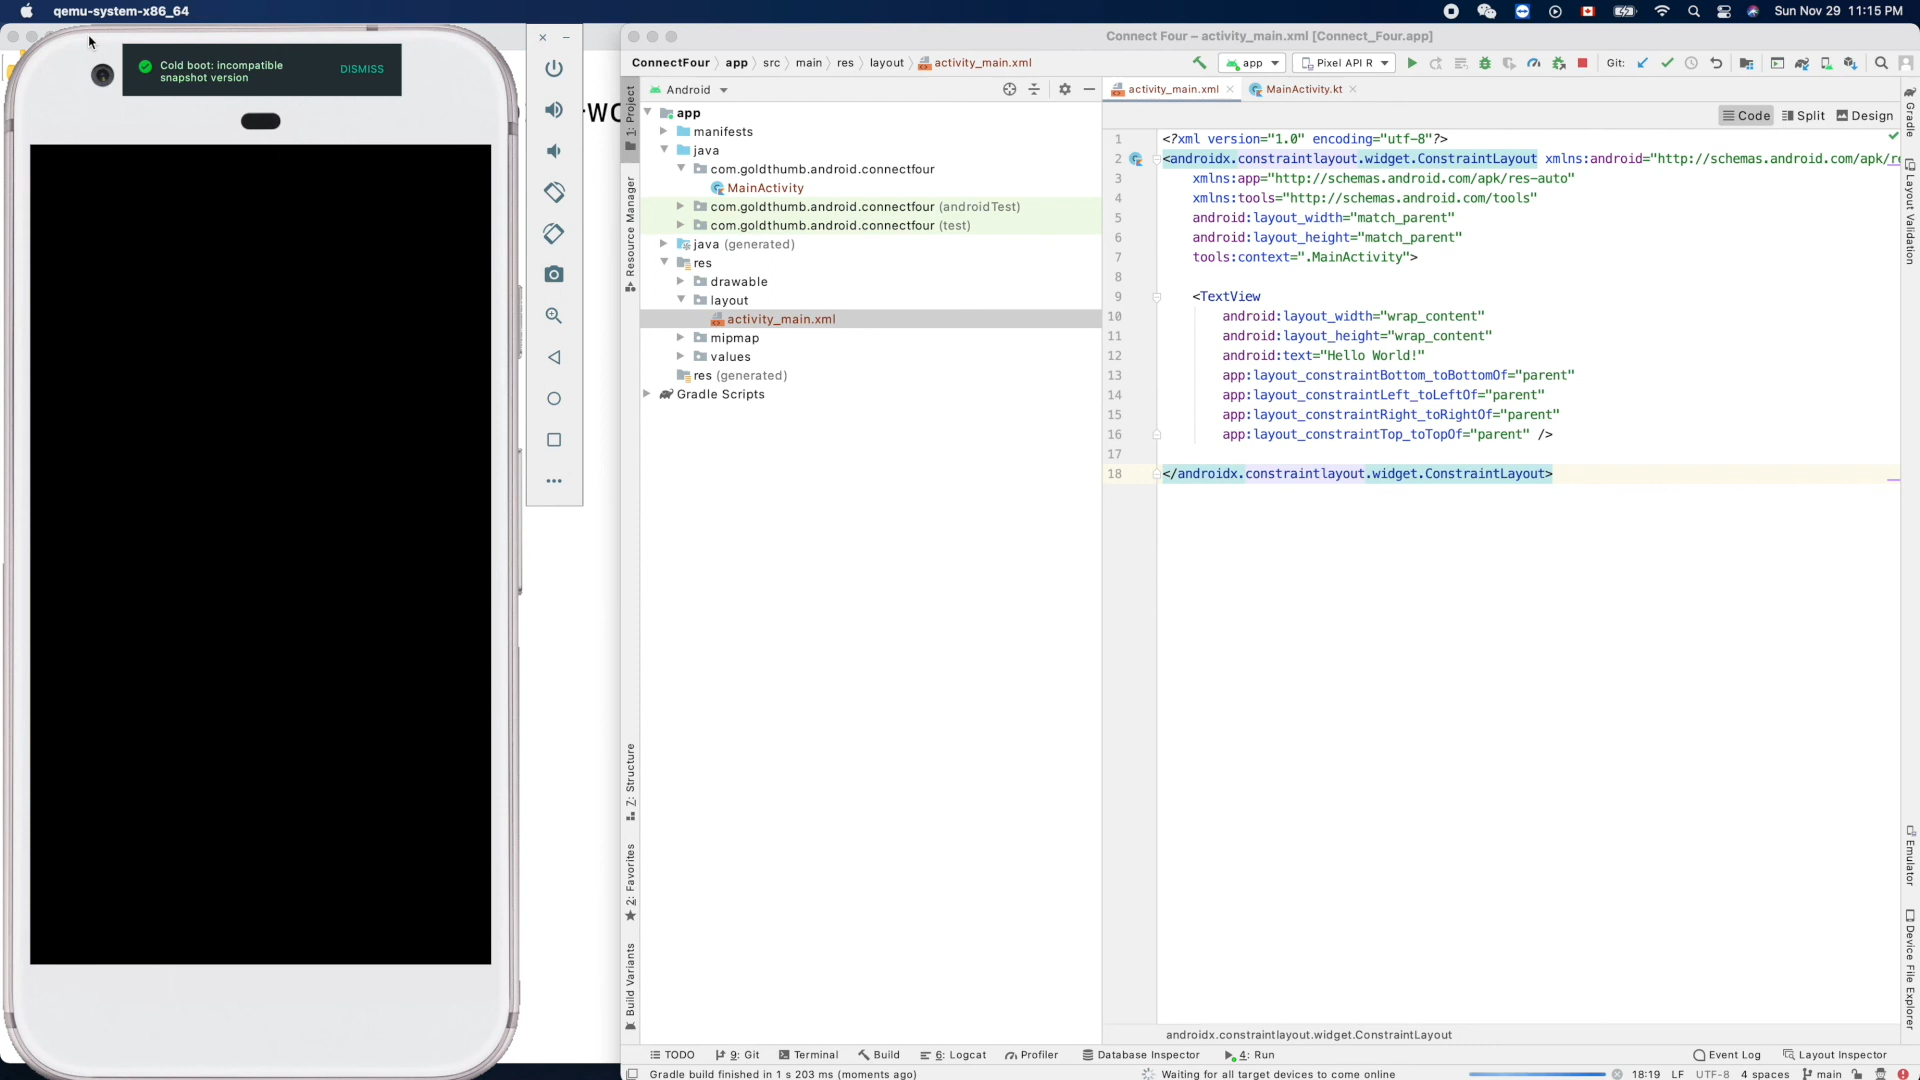 qemu-system-x86_64
Sun Nov 29 11:15 PM
Cold boot: incompatible
snapshot version
DISMISS
Connect Four – activity_main.xml [Connect_Four.app]
ConnectFour app src main res layout activity_main.xml
app
Pixel API R
Git:
1: Project
Resource Manager
7: Structure
2: Favorites
Build Variants
Android
app
manifests
java
com.goldthumb.android.connectfour
MainActivity
com.goldthumb.android.connectfour (androidTest)
com.goldthumb.android.connectfour (test)
java (generated)
res
drawable
layout
activity_main.xml
mipmap
values
res (generated)
Gradle Scripts
activity_main.xml
MainActivity.kt
Code
Split
Design
1 <?xml version="1.0" encoding="utf-8"?>
2 <androidx.constraintlayout.widget.ConstraintLayout xmlns:android="http://schemas.android.com/apk/re
3 xmlns:app="http://schemas.android.com/apk/res-auto"
4 xmlns:tools="http://schemas.android.com/tools"
5 android:layout_width="match_parent"
6 android:layout_height="match_parent"
7 tools:context=".MainActivity">
8
9 <TextView
10 android:layout_width="wrap_content"
11 android:layout_height="wrap_content"
12 android:text="Hello World!"
13 app:layout_constraintBottom_toBottomOf="parent"
14 app:layout_constraintLeft_toLeftOf="parent"
15 app:layout_constraintRight_toRightOf="parent"
16 app:layout_constraintTop_toTopOf="parent" />
17
18 </androidx.constraintlayout.widget.ConstraintLayout>
Gradle
Layout Validation
Emulator
Device File Explorer
androidx.constraintlayout.widget.ConstraintLayout
TODO
9: Git
Terminal
Build
6: Logcat
Profiler
Database Inspector
4: Run
Event Log
Layout Inspector
Gradle build finished in 1 s 203 ms (moments ago)
Waiting for all target devices to come online
18:19 LF UTF-8 4 spaces main